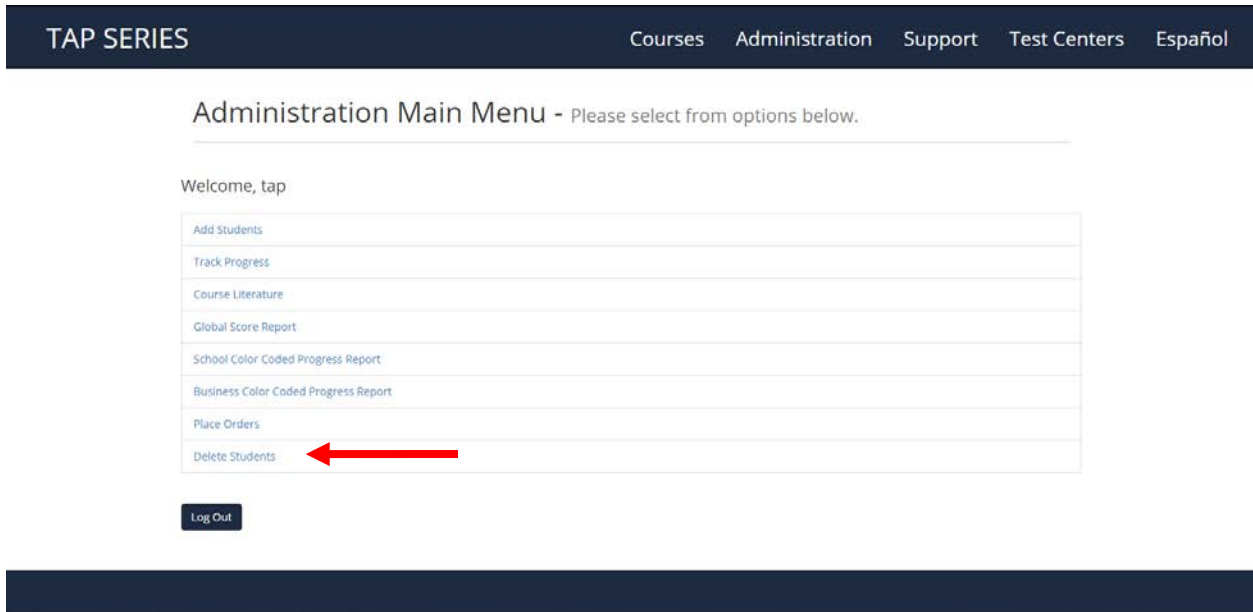 TAP SERIES
Courses Administration Support Test Centers Español
Administration Main Menu - Please select from options below.
Welcome, tap
Add Students
Track Progress
Course Literature
Global Score Report
School Color Coded Progress Report
Business Color Coded Progress Report
Place Orders
Delete Students
Log Out